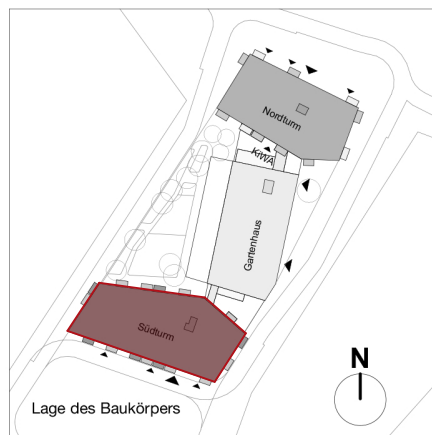 Nordturm
KIWA
Gartenhaus
Südturm
N
Lage des Baukörpers